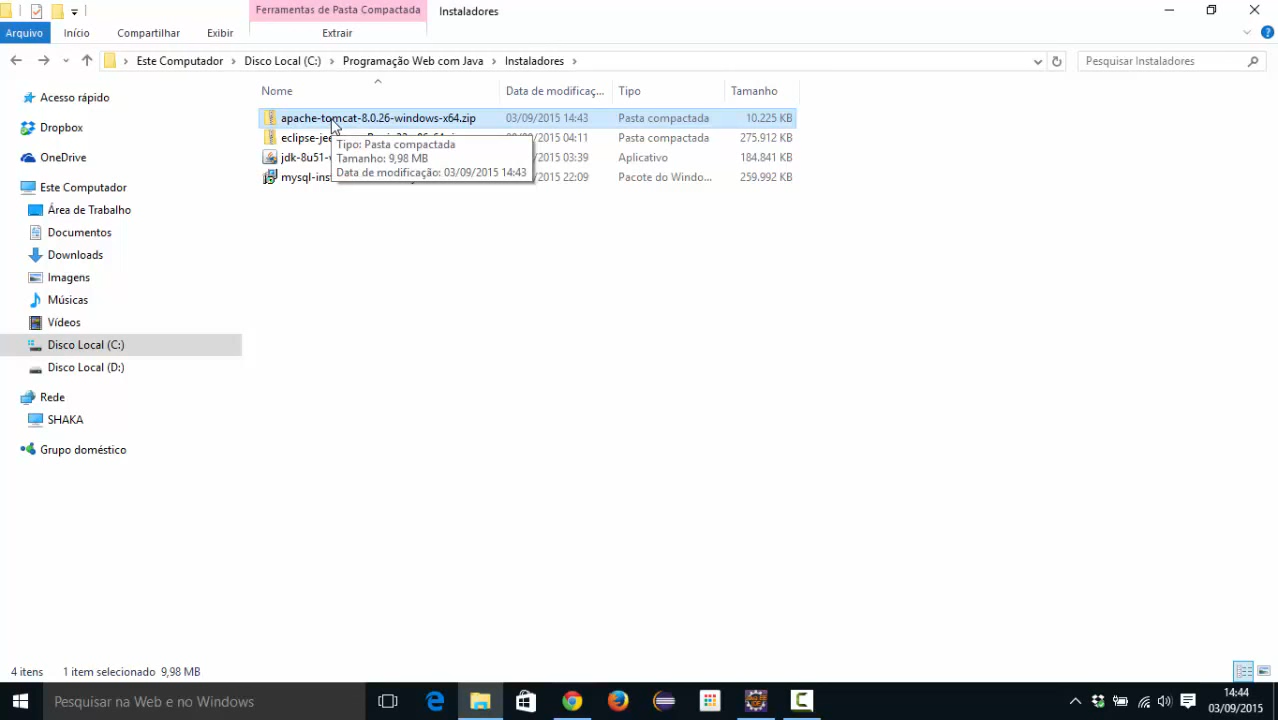 Ferramentas de Pasta Compactada
Instaladores
Arquivo
Início
Compartilhar
Exibir
Extrair
Este Computador
Disco Local (C:)
Programação Web com Java
Instaladores
Pesquisar Instaladores
Nome
Data de modificaç...
Tipo
Tamanho
apache-tomcat-8.0.26-windows-x64.zip
03/09/2015 14:43
Pasta compactada
10.225 KB
eclipse-jee
04:11
Pasta compactada
275.912 KB
jdk-8u51-
03:39
Aplicativo
184.841 KB
mysql-inst
22:09
Pacote do Windo...
259.992 KB
Tipo: Pasta compactada
Tamanho: 9,98 MB
Data de modificação: 03/09/2015 14:43
Acesso rápido
Dropbox
OneDrive
Este Computador
Área de Trabalho
Documentos
Downloads
Imagens
Músicas
Vídeos
Disco Local (C:)
Disco Local (D:)
Rede
SHAKA
Grupo doméstico
4 itens
1 item selecionado 9,98 MB
Pesquisar na Web e no Windows
14:44
03/09/2015